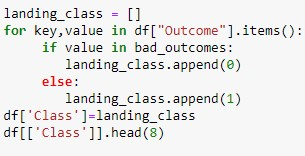 landing_class = []
for key,value in df["Outcome"].items():
    if value in bad_outcomes:
        landing_class.append(0)
    else:
        landing_class.append(1)
df['Class']=landing_class
df[['Class']].head(8)